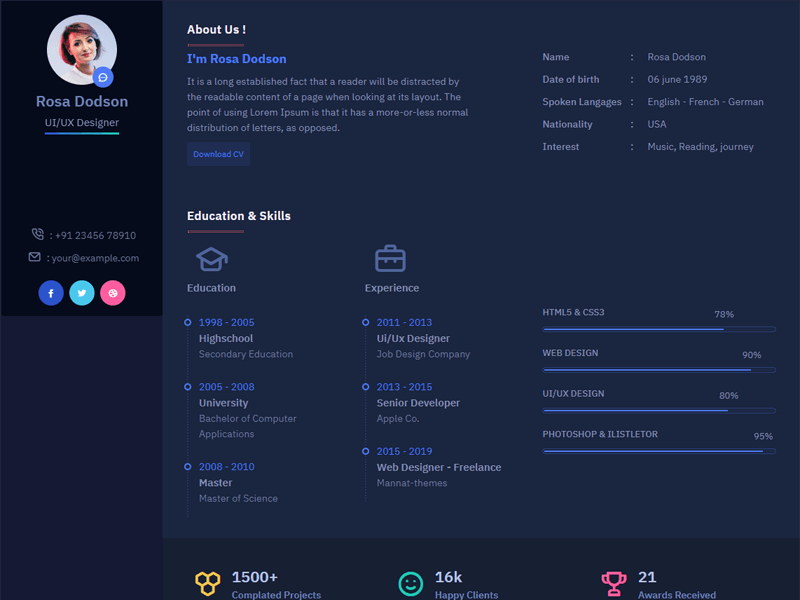 Rosa Dodson
UI/UX Designer
: +91 23456 78910
: your@example.com
About Us !
I'm Rosa Dodson
It is a long established fact that a reader will be distracted by
the readable content of a page when looking at its layout. The
point of using Lorem Ipsum is that it has a more-or-less normal
distribution of letters, as opposed.
Download CV
Name : Rosa Dodson
Date of birth : 06 june 1989
Spoken Langages : English - French - German
Nationality : USA
Interest : Music, Reading, journey
Education & Skills
Education
1998 - 2005
Highschool
Secondary Education
2005 - 2008
University
Bachelor of Computer
Applications
2008 - 2010
Master
Master of Science
Experience
2011 - 2013
Ui/Ux Designer
Job Design Company
2013 - 2015
Senior Developer
Apple Co.
2015 - 2019
Web Designer - Freelance
Mannat-themes
HTML5 & CSS3 78%
WEB DESIGN 90%
UI/UX DESIGN 80%
PHOTOSHOP & ILISTLETOR 95%
1500+
Complated Projects
16k
Happy Clients
21
Awards Received